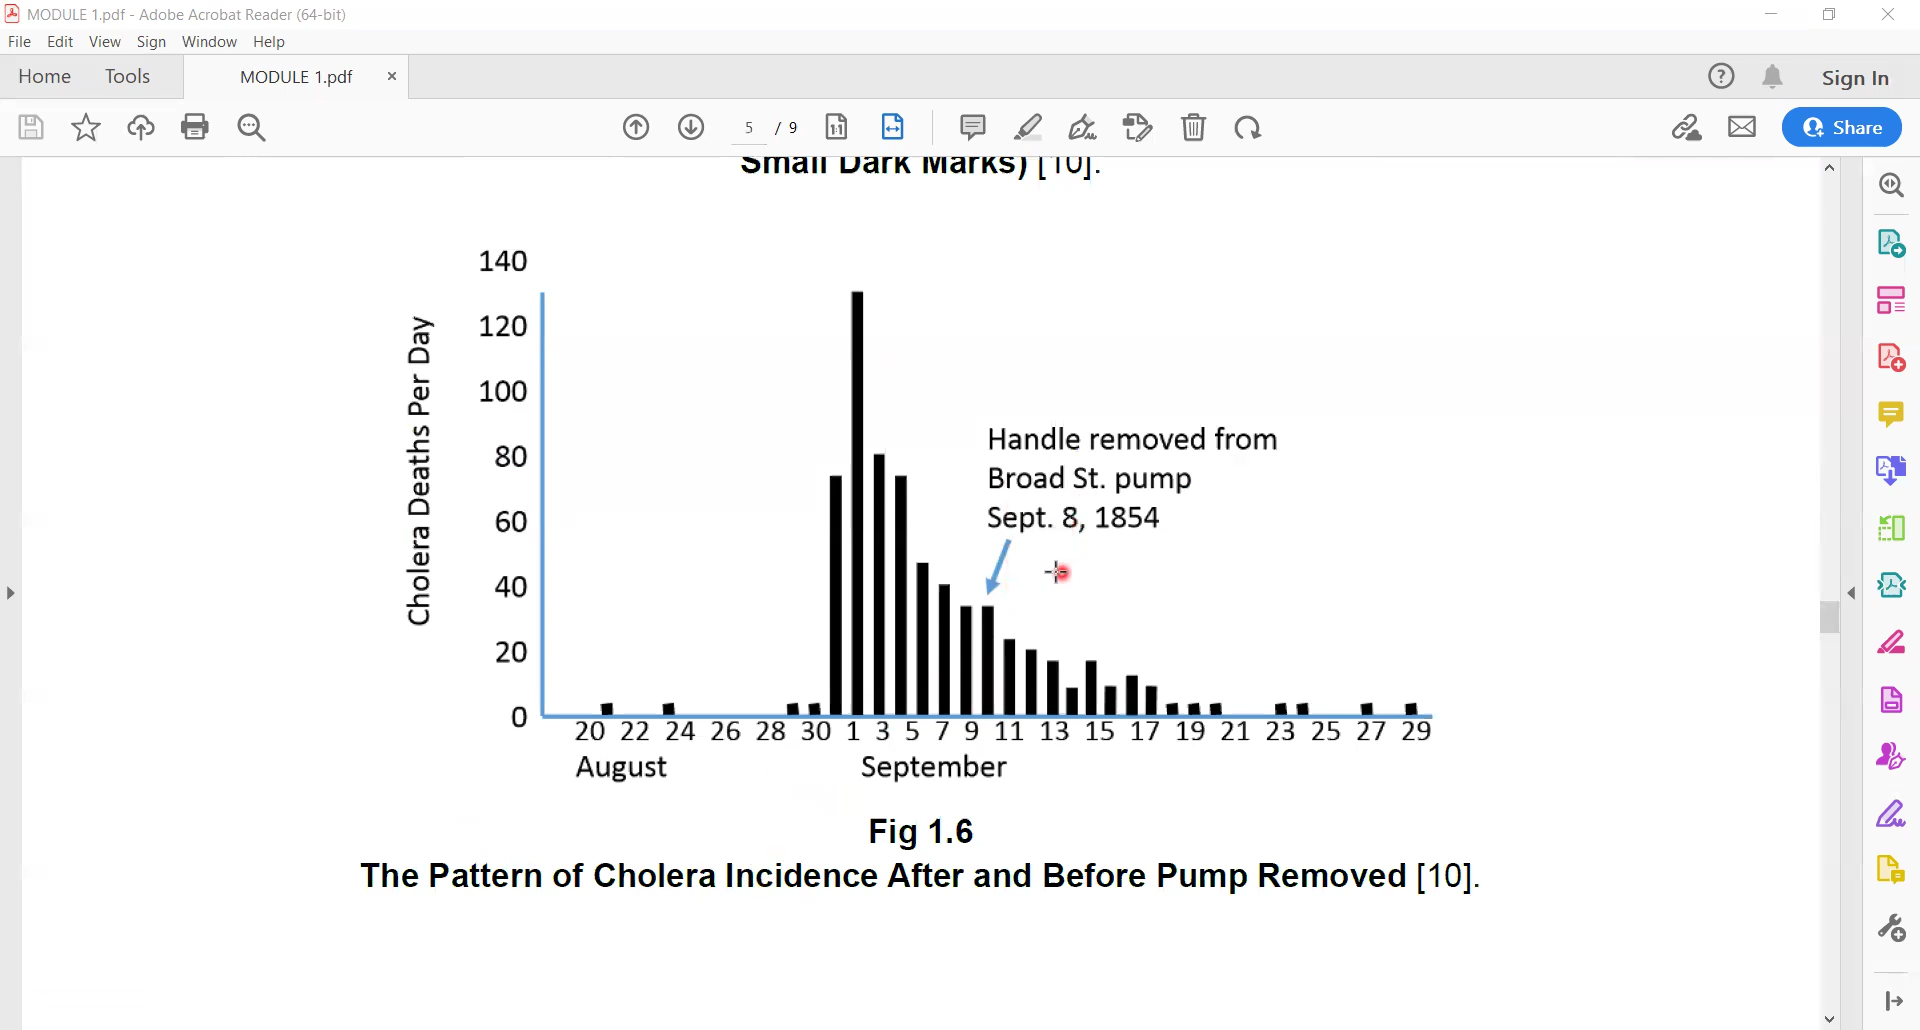 MODULE 1.pdf - Adobe Acrobat Reader (64-bit)
File Edit View Sign Window Help
Home Tools MODULE 1.pdf × Sign In
5 / 9 Share
Small Dark Marks) [10].
140
120
100
80
60
40
20
0
Cholera Deaths Per Day
Handle removed from
Broad St. pump
Sept. 8, 1854
20 22 24 26 28 30 1 3 5 7 9 11 13 15 17 19 21 23 25 27 29
August September
Fig 1.6
The Pattern of Cholera Incidence After and Before Pump Removed [10].